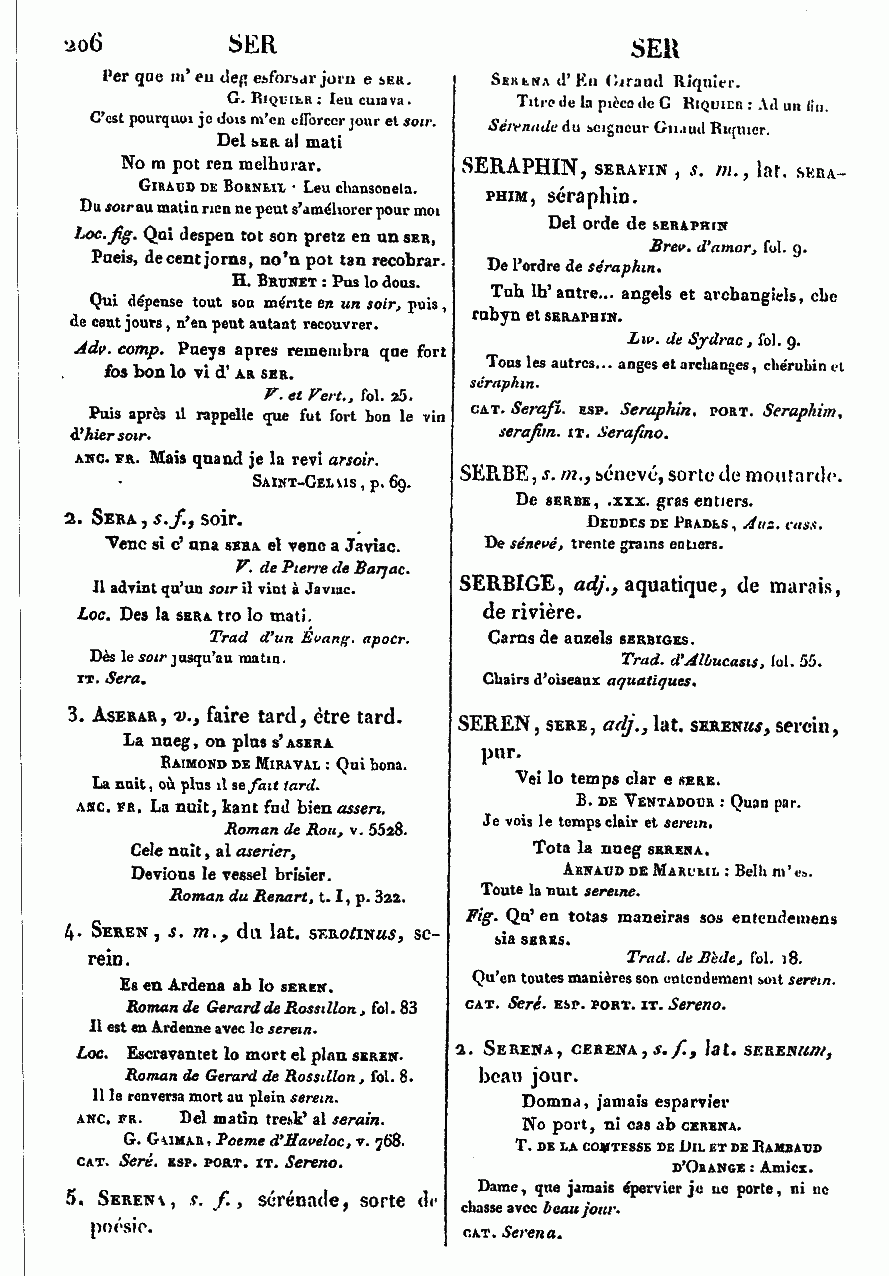 206 SER SER
Per que m' en deg esforsar jorn e SER.
G. RIQUIER : Ieu cuiava.
C'est pourquoi je dois m'en efforcer jour et soir.
Del SER al mati
No m pot ren melhurar.
GIRAUD DE BORNEIL : Leu chansoneta.
Du soir au matin rien ne peut s'améliorer pour moi
Loc. fig. Qui despen tot son pretz en un SER,
Pueis, de cent jorns, no'n pot tan recobrar.
H. BRUNET : Pus lo dous.
Qui dépense tout son mérite en un soir, puis,
de cent jours, n'en peut autant recouvrer.
Adv. comp. Pueys apres remembra que fort
fos bon lo vi d' AR SER.
V. et Vert., fol. 25.
Puis après il rappelle que fut fort bon le vin
d'hier soir.
ANC. FR. Mais quand je la revi arsoir.
SAINT-GELAIS, p. 69.
2. SERA, s. f., soir.
Venc si c' una SERA el venc a Javiac.
V. de Pierre de Barjac.
Il advint qu'un soir il vint à Javiac.
Loc. Des la SERA tro lo mati.
Trad d'un Évang. apocr.
Dès le soir jusqu'au matin.
IT. Sera.
3. ASERAR, v., faire tard, être tard.
La nueg, on plus s' ASERA
RAIMOND DE MIRAVAL : Qui bona.
La nuit, où plus il se fait tard.
ANC. FR. La nuit, kant fud bien asseri.
Roman de Rou, v. 5528.
Cele nuit, al aserier,
Devions le vessel brisier.
Roman du Renart, t. I, p. 322.
4. SEREN, s. m., du lat. SEROTINUS, se-
rein.
Es en Ardena ab lo SEREN.
Roman de Gerard de Rossillon, fol. 83
Il est en Ardenne avec le serein.
Loc. Escravantet lo mort el plan SEREN.
Roman de Gerard de Rossillon, fol. 8.
Il le renversa mort au plein serein.
ANC. FR. Del matin tresk' al serain.
G. GAIMAR, Poeme d'Haveloc, v. 768.
CAT. Seré. ESP. PORT. IT. Sereno.
5. SERENA, s. f., sérénade, sorte de
poésie.
SERENA d' En Giraud Riquier.
Titre de la pièce de G RIQUIER : Ad un fin.
Sérénade du seigneur Giraud Riquier.
SERAPHIN, SERAFIN, s. m., lat. SERA-
PHIM, séraphin.
Del orde de SERAPHIN
Brev. d'amor, fol. 9.
De l'ordre de séraphin.
Tuh lh' autre... angels et archangiels, che
rubyn et SERAPHIN.
Liv. de Sydrac, fol. 9.
Tous les autres... anges et archanges, chérubin et
séraphin.
CAT. Serafí. ESP. Seraphin. PORT. Seraphim,
serafim. IT. Serafino.
SERBE, s. m., sénevé, sorte de moutarde.
De SERBE, .XXX. gras entiers.
DEUDES DE PRADES, Auz. cass.
De sénevé, trente grains entiers.
SERBIGE, adj., aquatique, de marais,
de rivière.
Carns de auzels SERBIGES.
Trad. d'Albucasis, fol. 55.
Chairs d'oiseaux aquatiques.
SEREN, SERE, adj., lat. SERENUS, serein,
pur.
Vei lo temps clar e SERE.
B. DE VENTADOUR : Quan par.
Je vois le temps clair et serein.
Tota la nueg SERENA.
ARNAUD DE MARUEIL : Belh m' es.
Toute la nuit sereine.
Fig. Qu' en totas maneiras sos entendemens
sia SERES.
Trad. de Bède, fol. 18.
Qu'en toutes manières son entendement soit serein.
CAT. Seré. ESP. PORT. IT. Sereno.
2. SERENA, CERENA, s. f., lat. SERENUM,
beau jour.
Domna, jamais esparvier
No port, ni cas ab CERENA.
T. DE LA COMTESSE DE DIE ET DE RAMBAUD
D'ORANGE : Amicx.
Dame, que jamais épervier je ne porte, ni ne
chasse avec beau jour.
CAT. Serena.